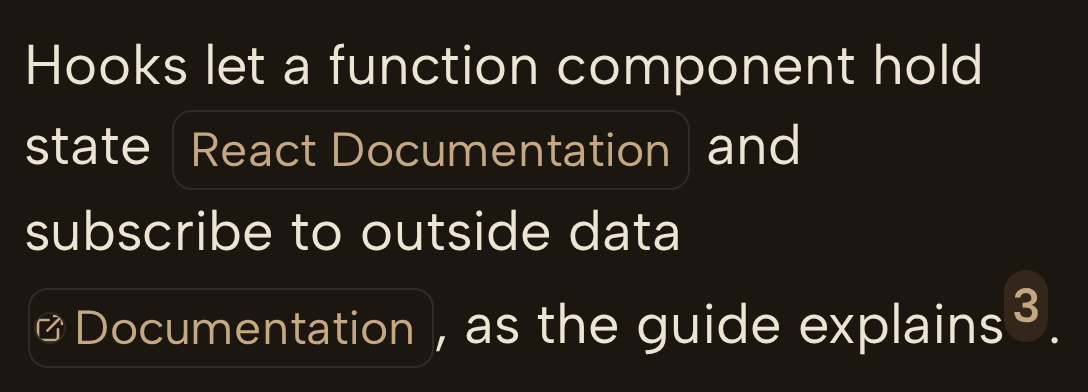 Hooks let a function component hold
state React Documentation and
subscribe to outside data
Documentation, as the guide explains3.